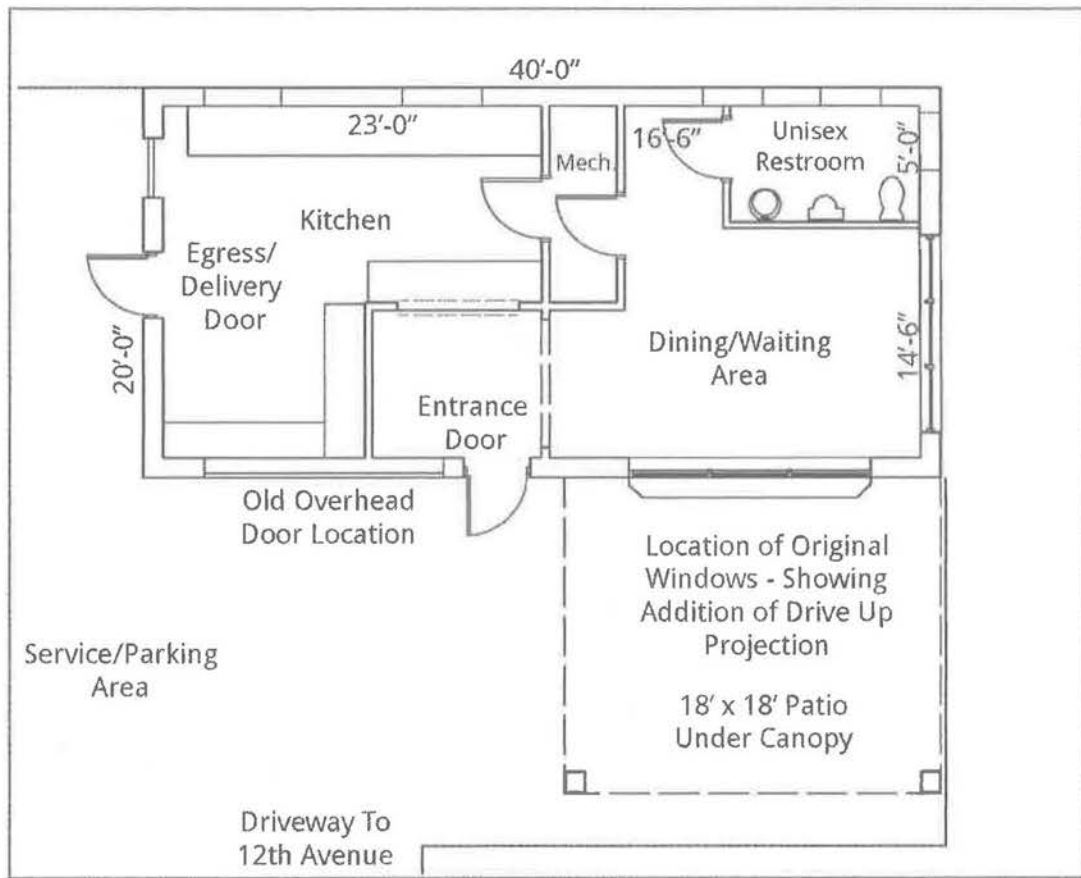 40'-0"
23'-0"
16'-6"
Unisex
Restroom
5'-0"
Mech.
Kitchen
Egress/
Delivery
Door
20'-0"
Dining/Waiting
Area
14'-6"
Entrance
Door
Old Overhead
Door Location
Location of Original
Windows - Showing
Addition of Drive Up
Projection
18' x 18' Patio
Under Canopy
Service/Parking
Area
Driveway To
12th Avenue